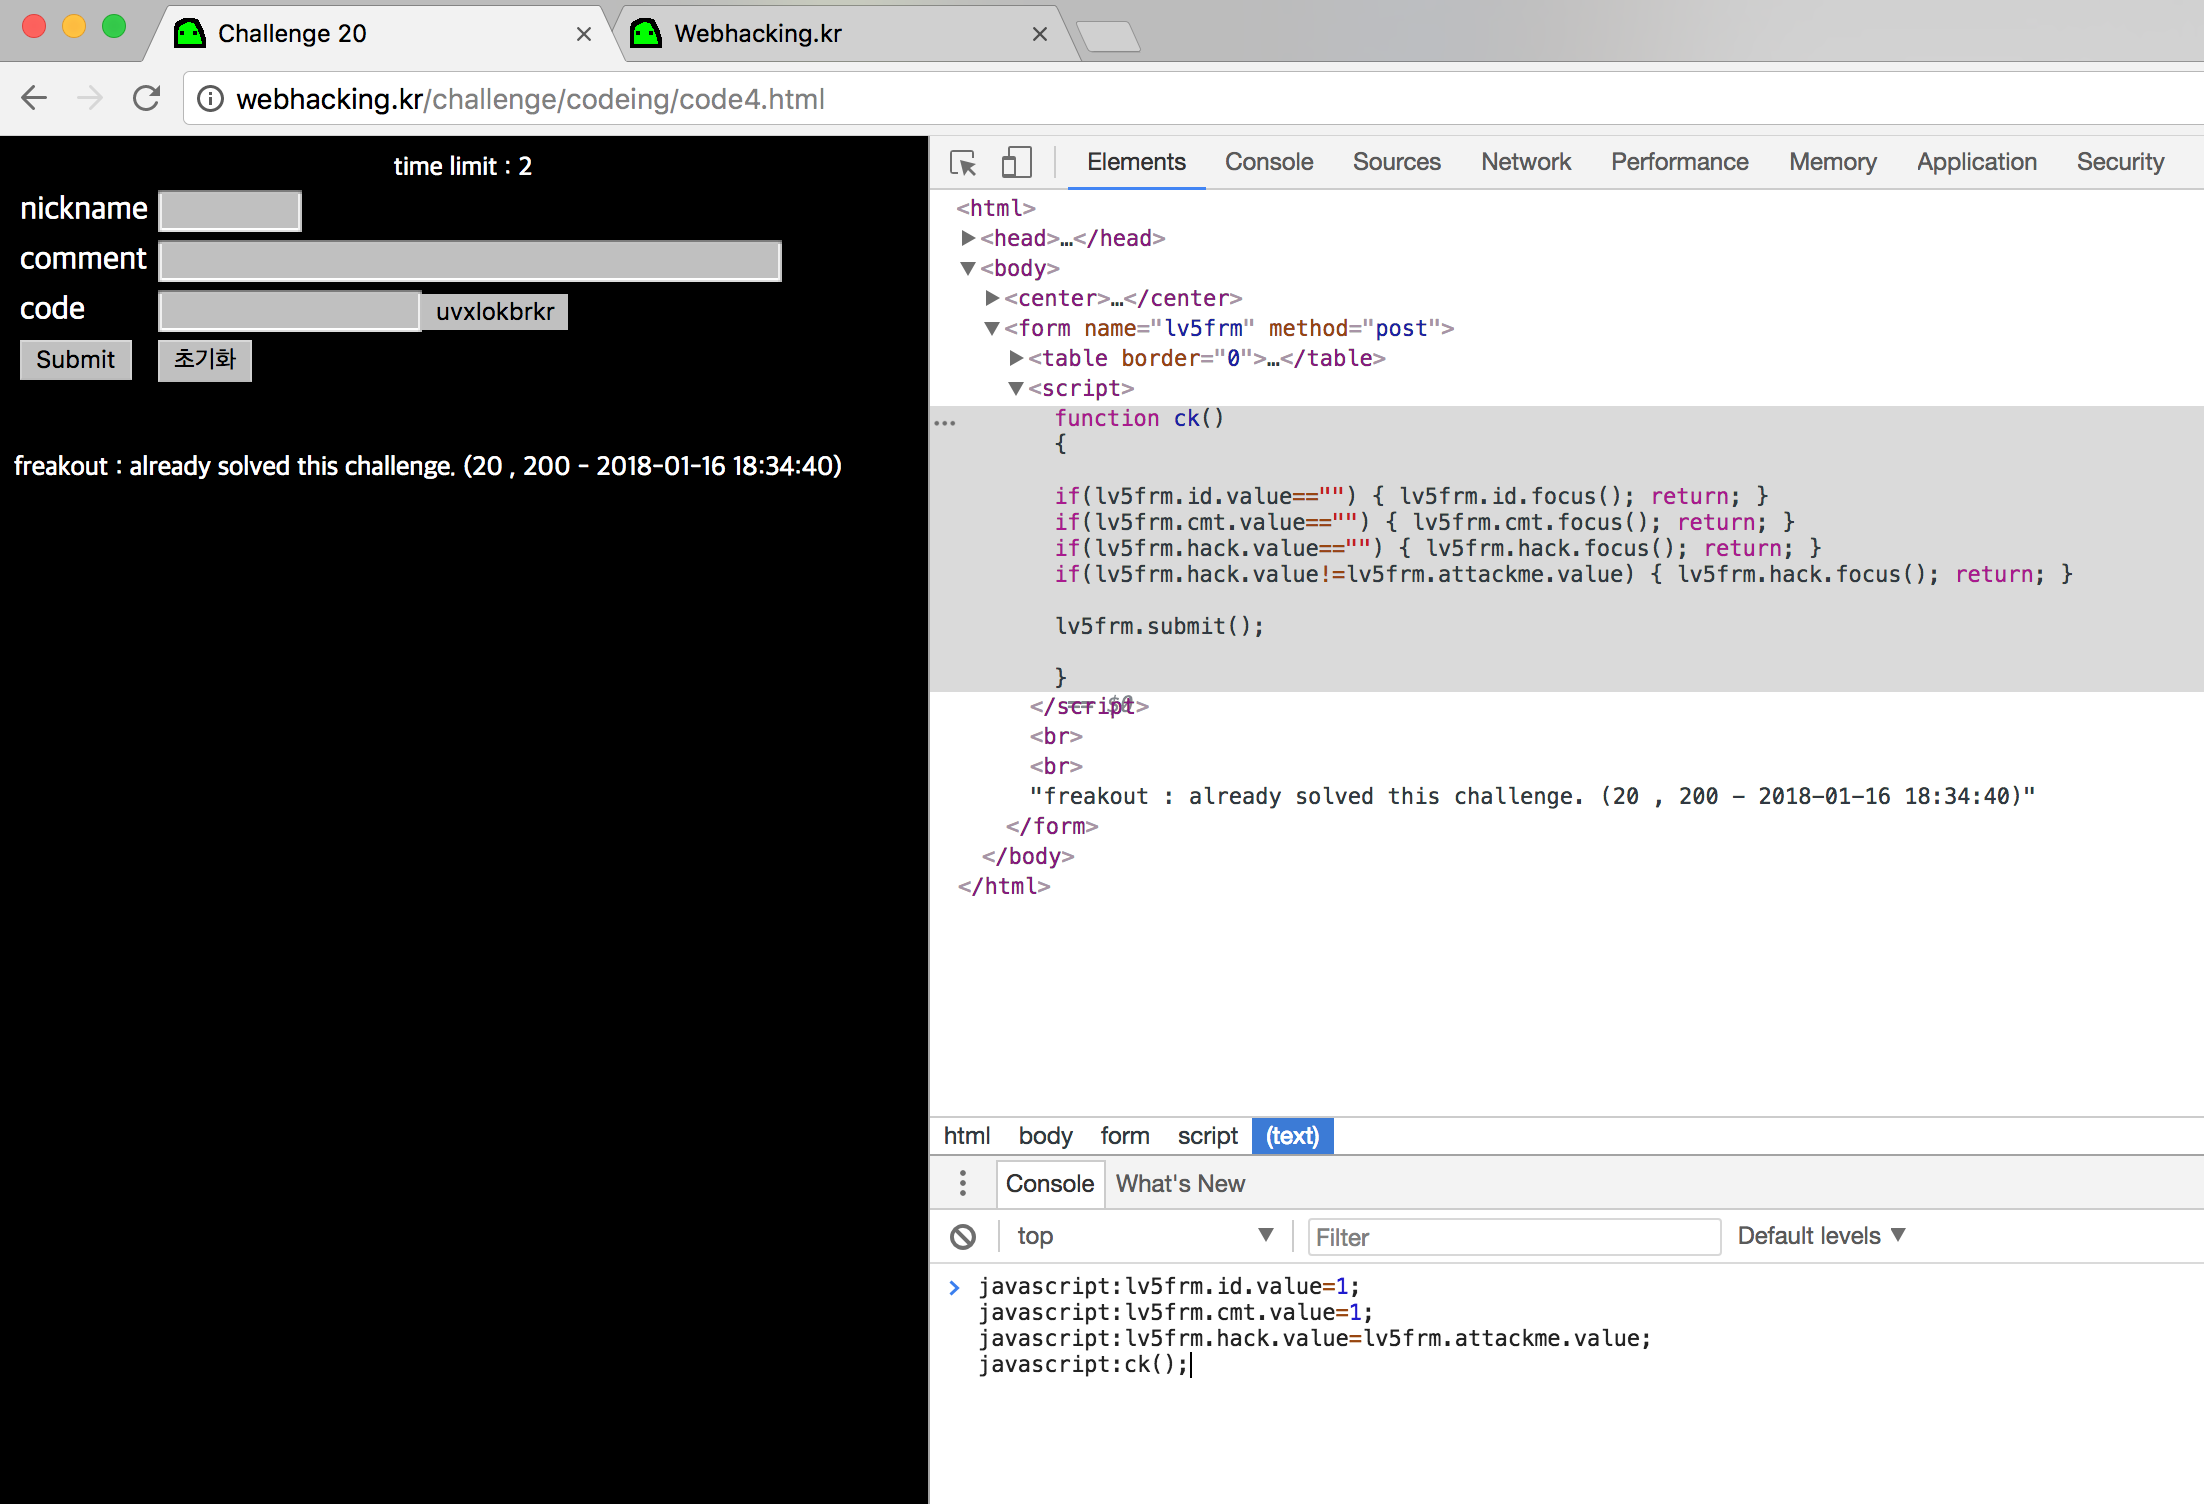 Challenge 20
Webhacking.kr
webhacking.kr/challenge/codeing/code4.html
time limit : 2
nickname
comment
code uvxlokbrkr
Submit 초기화
freakout : already solved this challenge. (20 , 200 - 2018-01-16 18:34:40)
Elements Console Sources Network Performance Memory Application Security
<html>
<head>…</head>
<body>
<center>…</center>
<form name="lv5frm" method="post">
<table border="0">…</table>
<script>
function ck()
{
if(lv5frm.id.value=="") { lv5frm.id.focus(); return; }
if(lv5frm.cmt.value=="") { lv5frm.cmt.focus(); return; }
if(lv5frm.hack.value=="") { lv5frm.hack.focus(); return; }
if(lv5frm.hack.value!=lv5frm.attackme.value) { lv5frm.hack.focus(); return; }
lv5frm.submit();
}
== $0
</script>
<br>
<br>
"freakout : already solved this challenge. (20 , 200 - 2018-01-16 18:34:40)"
</form>
</body>
</html>
html body form script (text)
Console What's New
top Filter Default levels
javascript:lv5frm.id.value=1;
javascript:lv5frm.cmt.value=1;
javascript:lv5frm.hack.value=lv5frm.attackme.value;
javascript:ck();